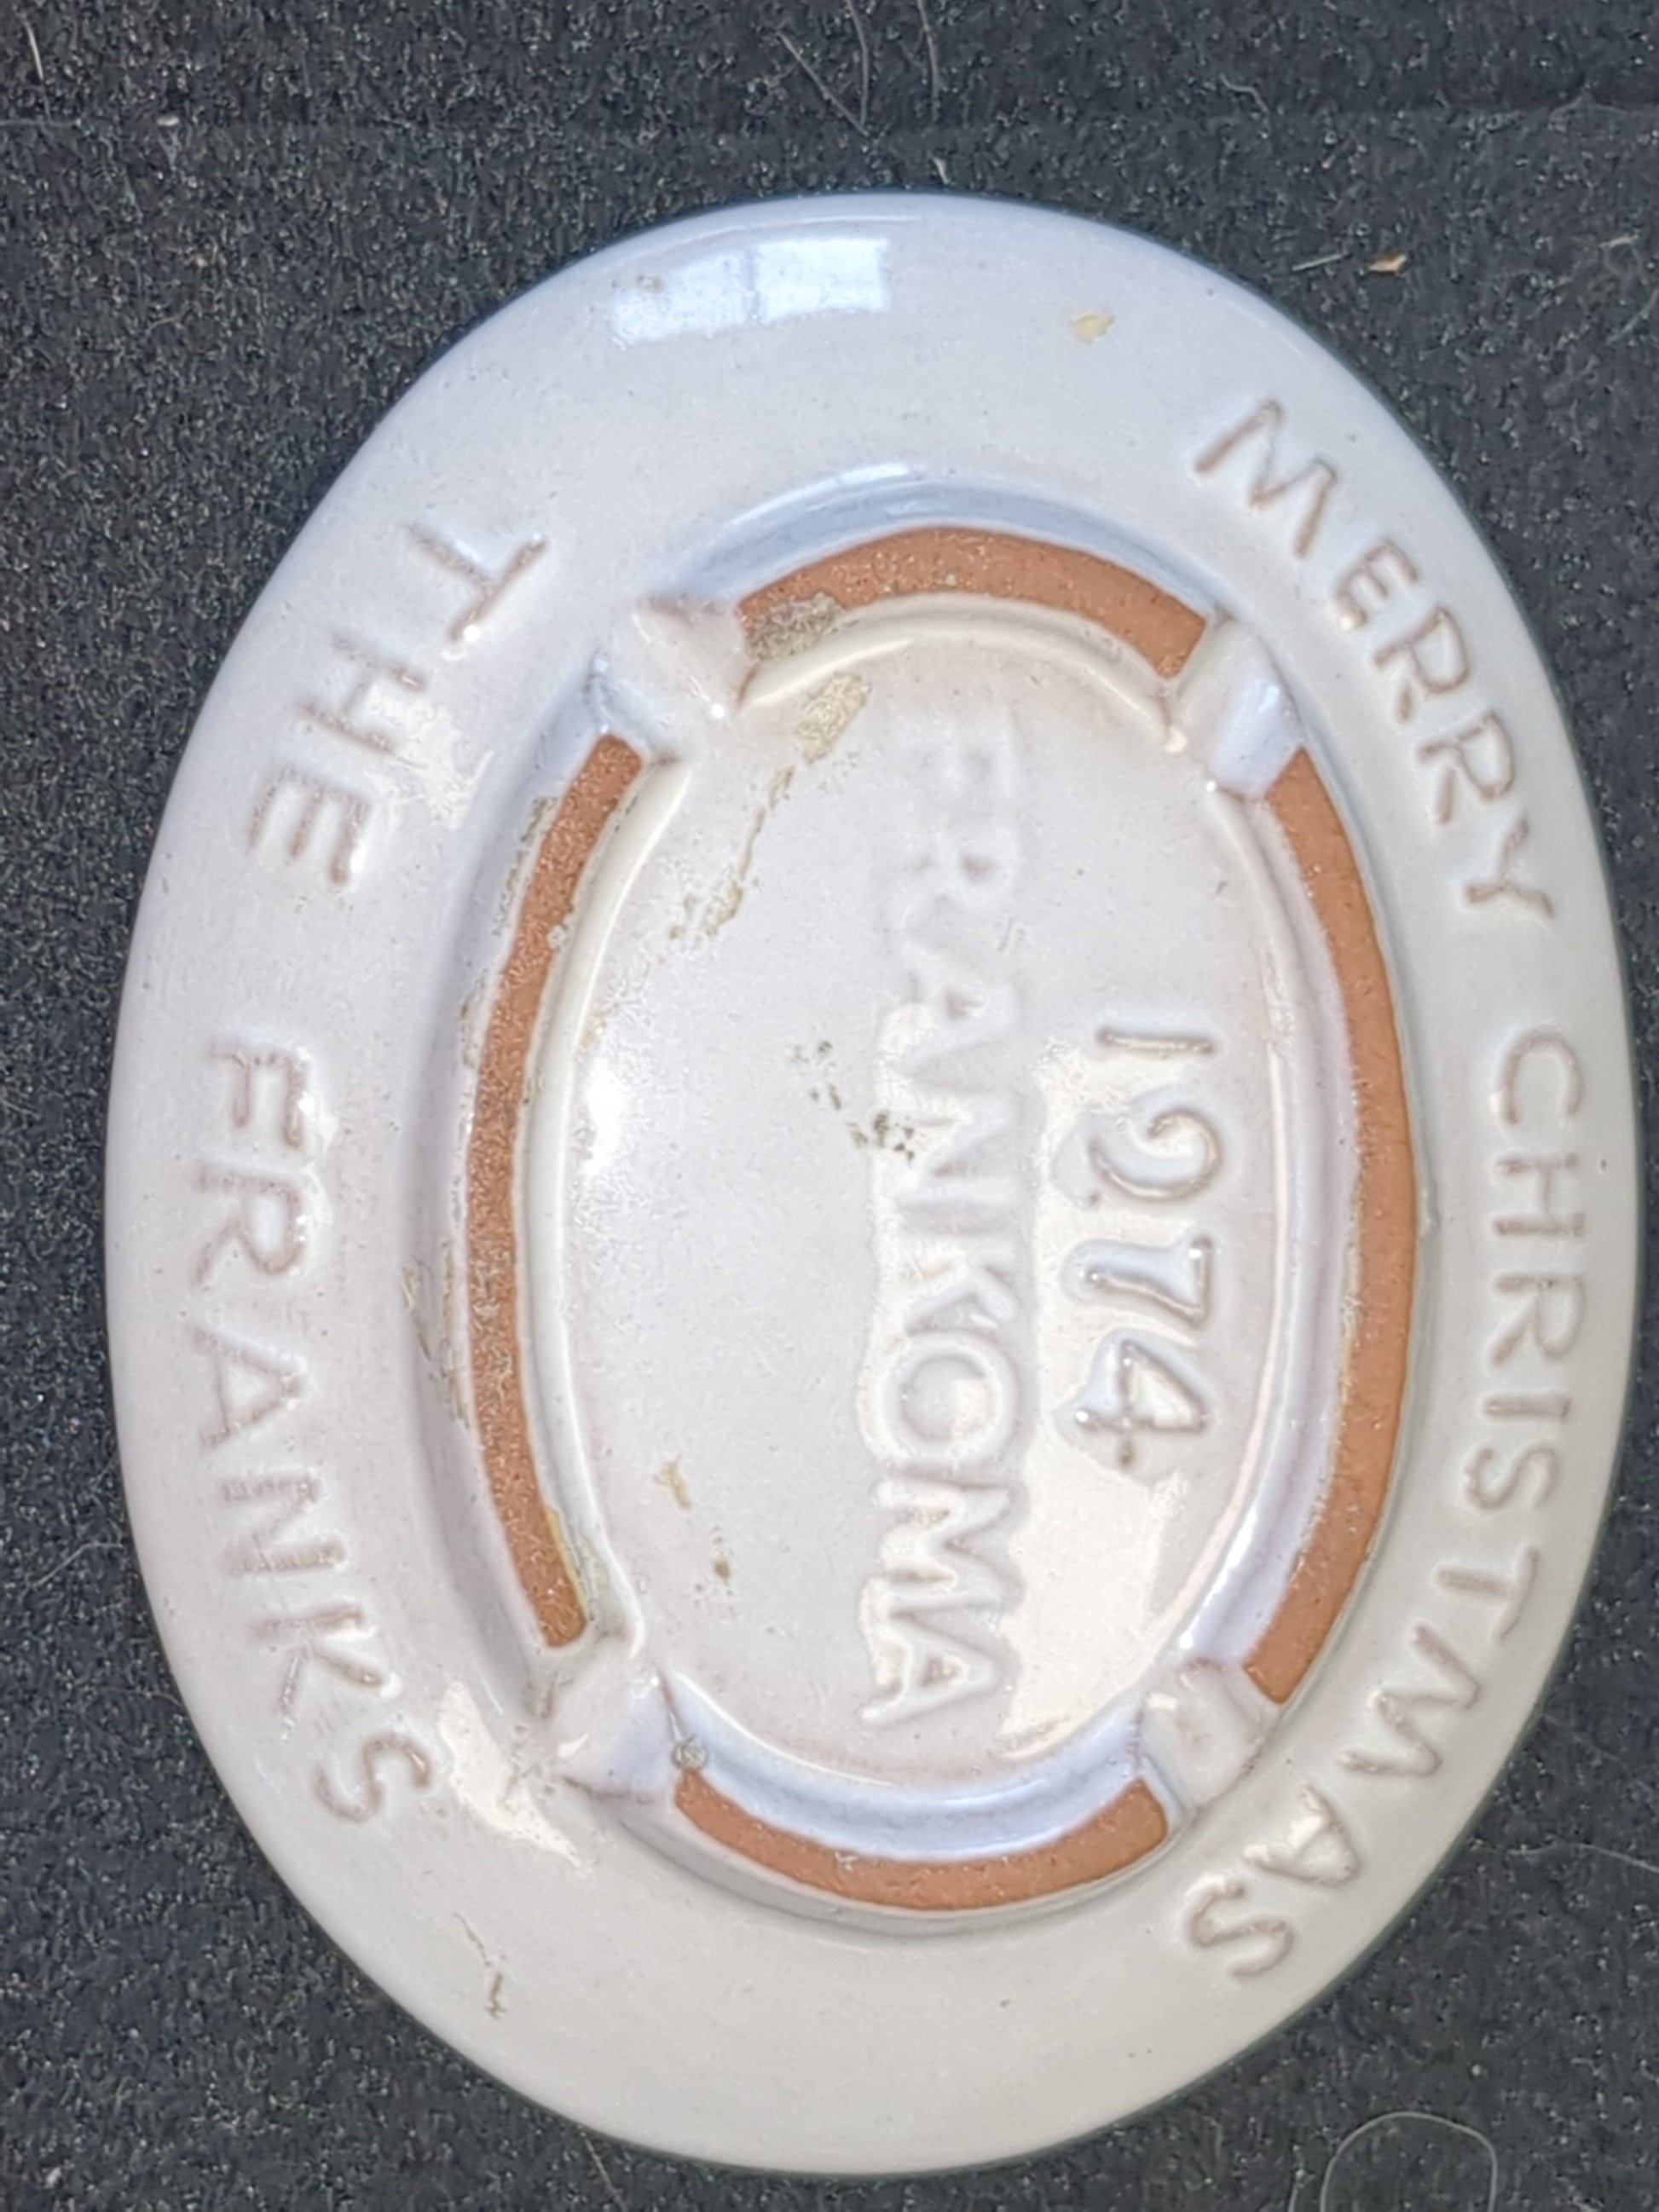 MERRY CHRISTMAS
1974
FRANKOMA
THE FRANKS